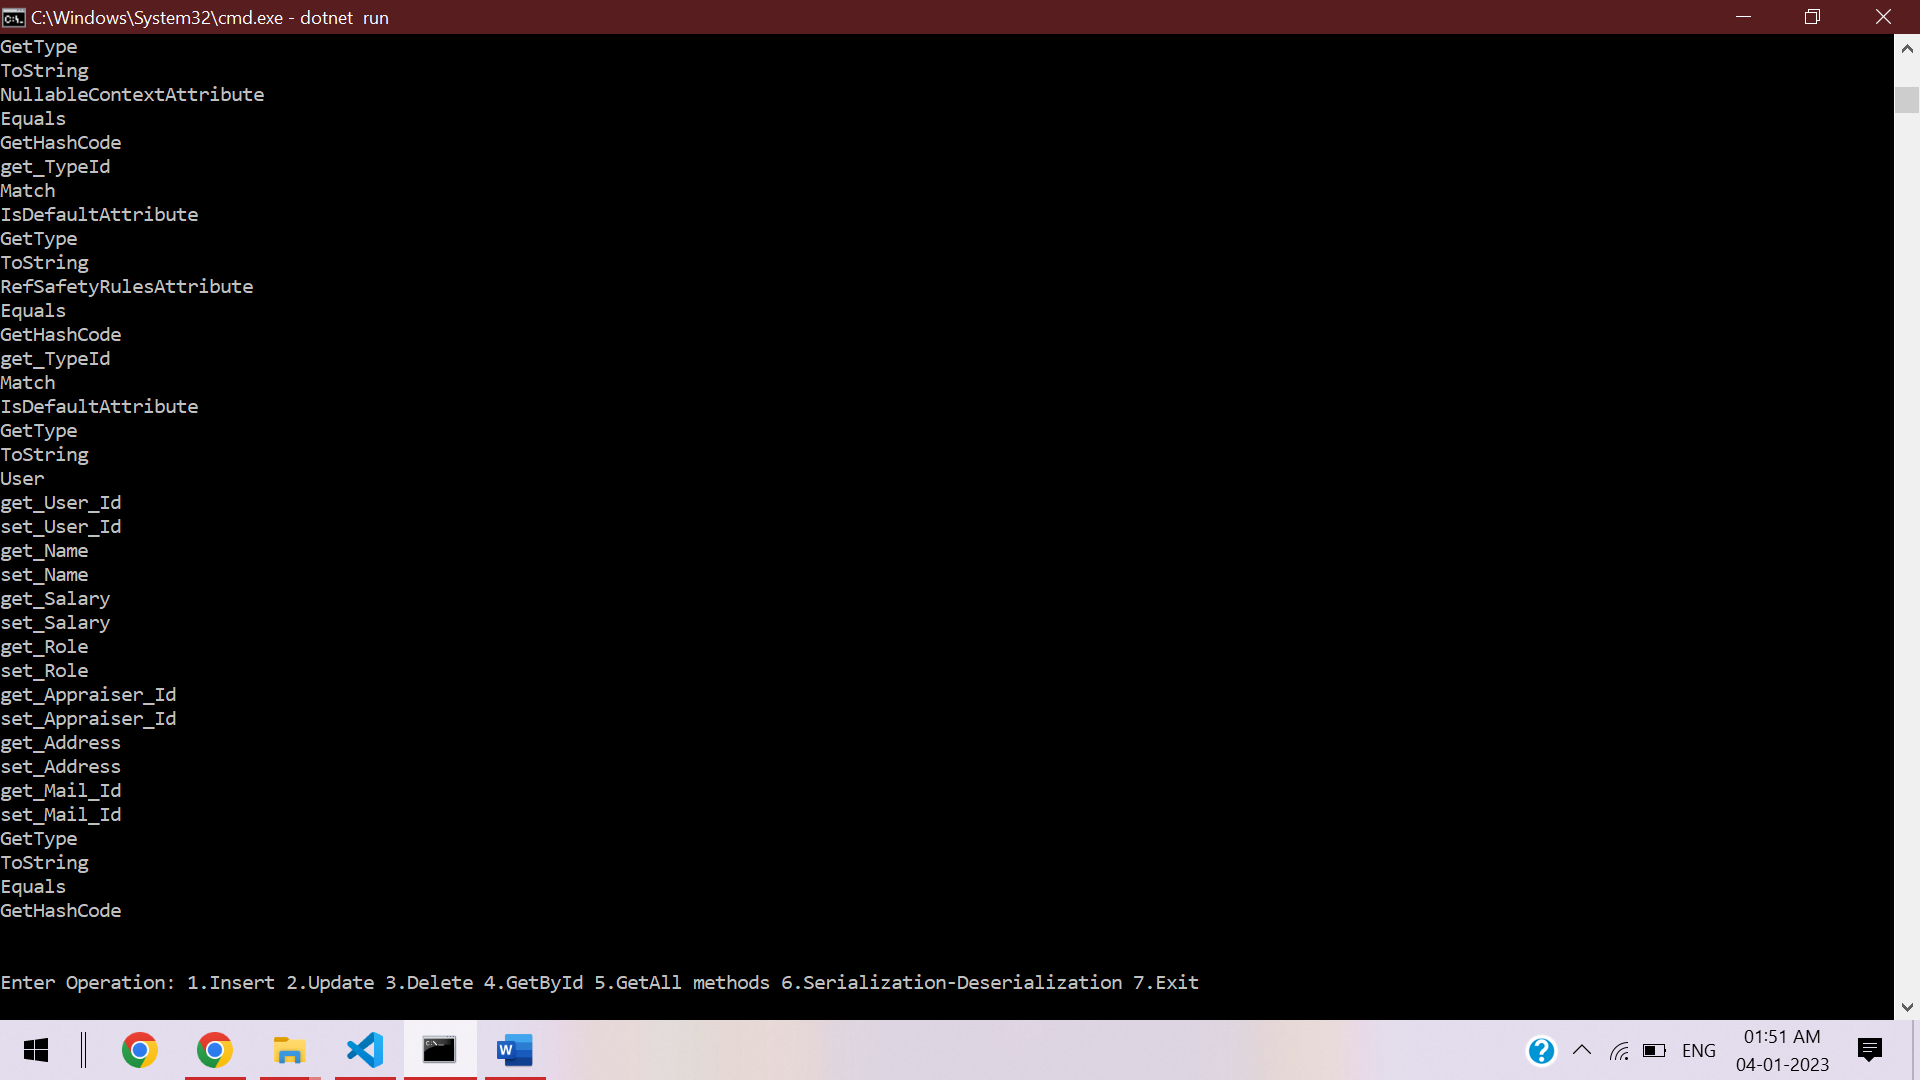 C:\Windows\System32\cmd.exe - dotnet  run
GetType
ToString
NullableContextAttribute
Equals
GetHashCode
get_TypeId
Match
IsDefaultAttribute
GetType
ToString
RefSafetyRulesAttribute
Equals
GetHashCode
get_TypeId
Match
IsDefaultAttribute
GetType
ToString
User
get_User_Id
set_User_Id
get_Name
set_Name
get_Salary
set_Salary
get_Role
set_Role
get_Appraiser_Id
set_Appraiser_Id
get_Address
set_Address
get_Mail_Id
set_Mail_Id
GetType
ToString
Equals
GetHashCode
Enter Operation: 1.Insert 2.Update 3.Delete 4.GetById 5.GetAll methods 6.Serialization-Deserialization 7.Exit
ENG
01:51 AM
04-01-2023